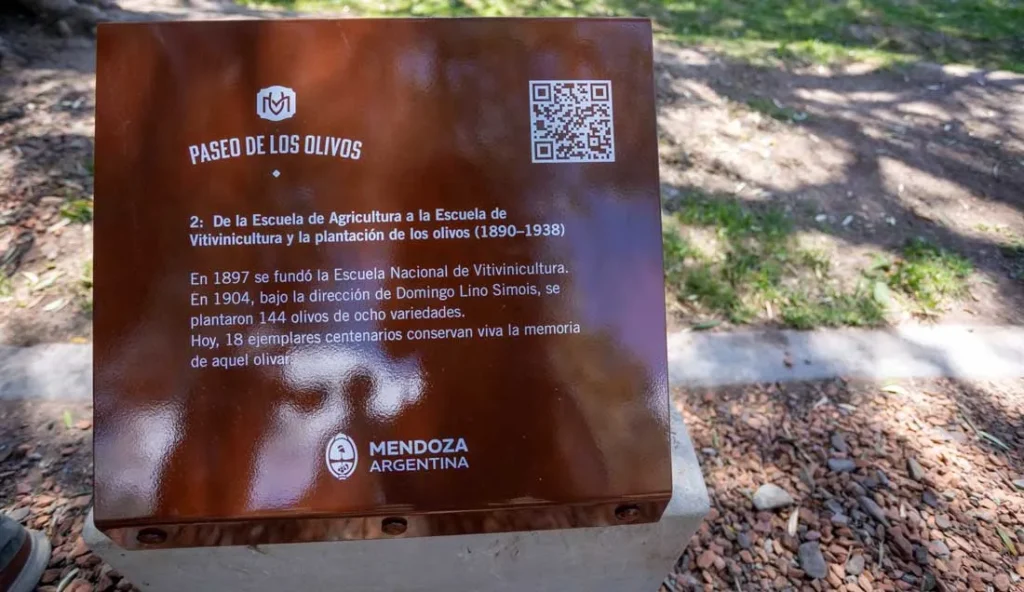 PASEO DE LOS OLIVOS
2: De la Escuela de Agricultura a la Escuela de
Vitivinicultura y la plantación de los olivos (1890–1938)
En 1897 se fundó la Escuela Nacional de Vitivinicultura.
En 1904, bajo la dirección de Domingo Lino Simois, se
plantaron 144 olivos de ocho variedades.
Hoy, 18 ejemplares centenarios conservan viva la memoria
de aquel olivar.
MENDOZA
ARGENTINA